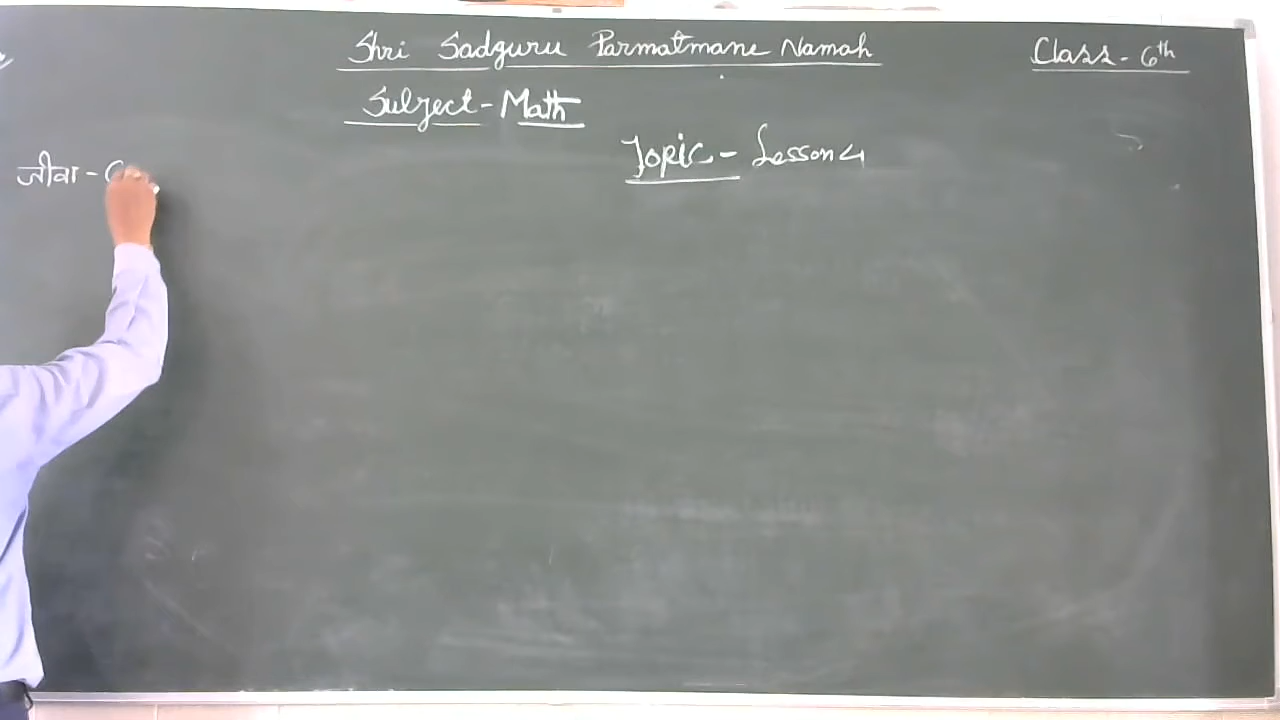 Shri Sadguru Parmatmane Namah
Class - 6th
Subject - Math
Topic - Lesson 4
जीवा - C